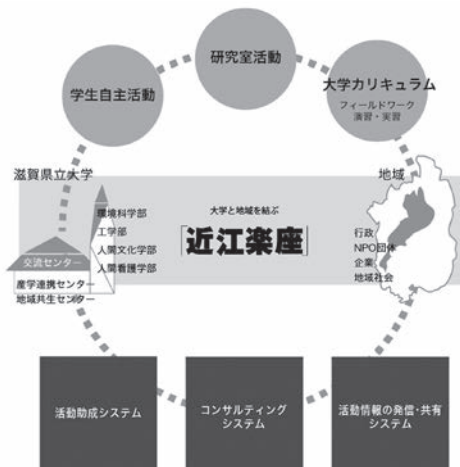 研究室活動
学生自主活動
大学カリキュラム
フィールドワーク
演習・実習
滋賀県立大学
地域
環境科学部
工学部
人間文化学部
人間看護学部
交流センター
産学連携センター
地域共生センター
大学と地域を結ぶ
「近江楽座」
行政
NPO団体
企業
地域社会
活動助成システム
コンサルティング
システム
活動情報の発信・共有
システム